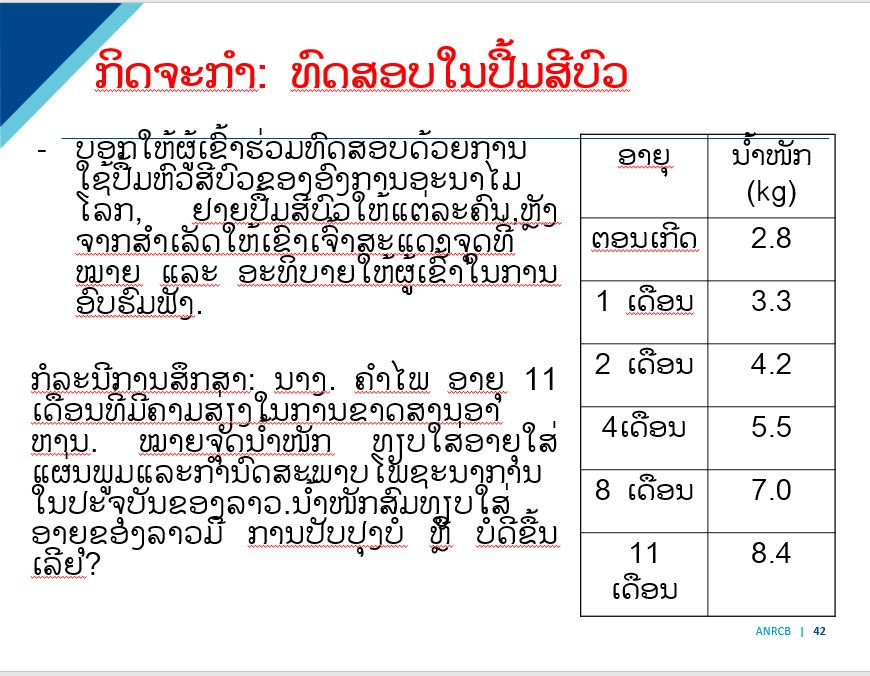 ກິດຈະກຳ: ທົດສອບໃນປຶ້ມສີບົວ
- ບອກໃຫ້ຜູ້ເຂົ້າຮ່ວມທົດສອບດ້ວຍການ
ໃຊ້ປຶ້ມຫົວສີບົວຂອງອົງການອະນາໄມ
ໂລກ, ຢາຍປຶ້ມສີບົວໃຫ້ແຕ່ລະຄົນ,ຫຼັງ
ຈາກສຳເລັດໃຫ້ເຂົາເຈົ້າສະແດງຈຸດທີ່
ໝາຍ ແລະ ອະທິບາຍໃຫ້ຜູ້ເຂົ້າໃນການ
ອົບຮົມຟັງ.
ກໍລະນີການສຶກສາ: ນາງ. ຄຳໄພ ອາຍຸ 11
ເດືອນທີ່ມີຄາມສ່ຽງໃນການຂາດສານອາ
ຫານ. ໝາຍຈຸດນ້ຳໜັກ ທຽບໃສ່ອາຍຸໃສ່
ແຜ່ນພູມແລະກຳນົດສະພາບໂພຊະນາການ
ໃນປະຈຸບັນຂອງລາວ.ນ້ຳໜັກສົມທຽບໃສ່
ອາຍຸຂອງລາວມີ ການປັບປຸງບໍ່ ຫຼື ບໍ່ດີຂຶ້ນ
ເລີຍ?
ອາຍຸ ນ້ຳໜັກ
(kg)
ຕອນເກີດ 2.8
1 ເດືອນ 3.3
2 ເດືອນ 4.2
4ເດືອນ 5.5
8 ເດືອນ 7.0
11 8.4
ເດືອນ
ANRCB | 42